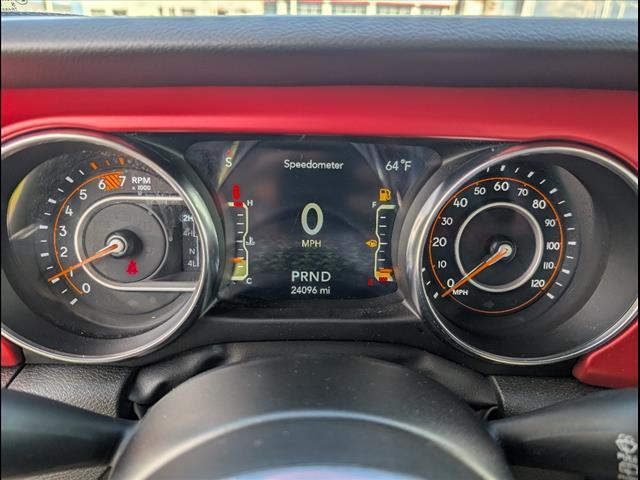 S Speedometer 64°F
H F
0
MPH
C E
PRND
24096 mi
0 1 2 3 4 5 6 7
RPM
x 1000
2H
4H
N
4L
0 10 20 30 40 50 60 70 80 90 100 110 120
MPH